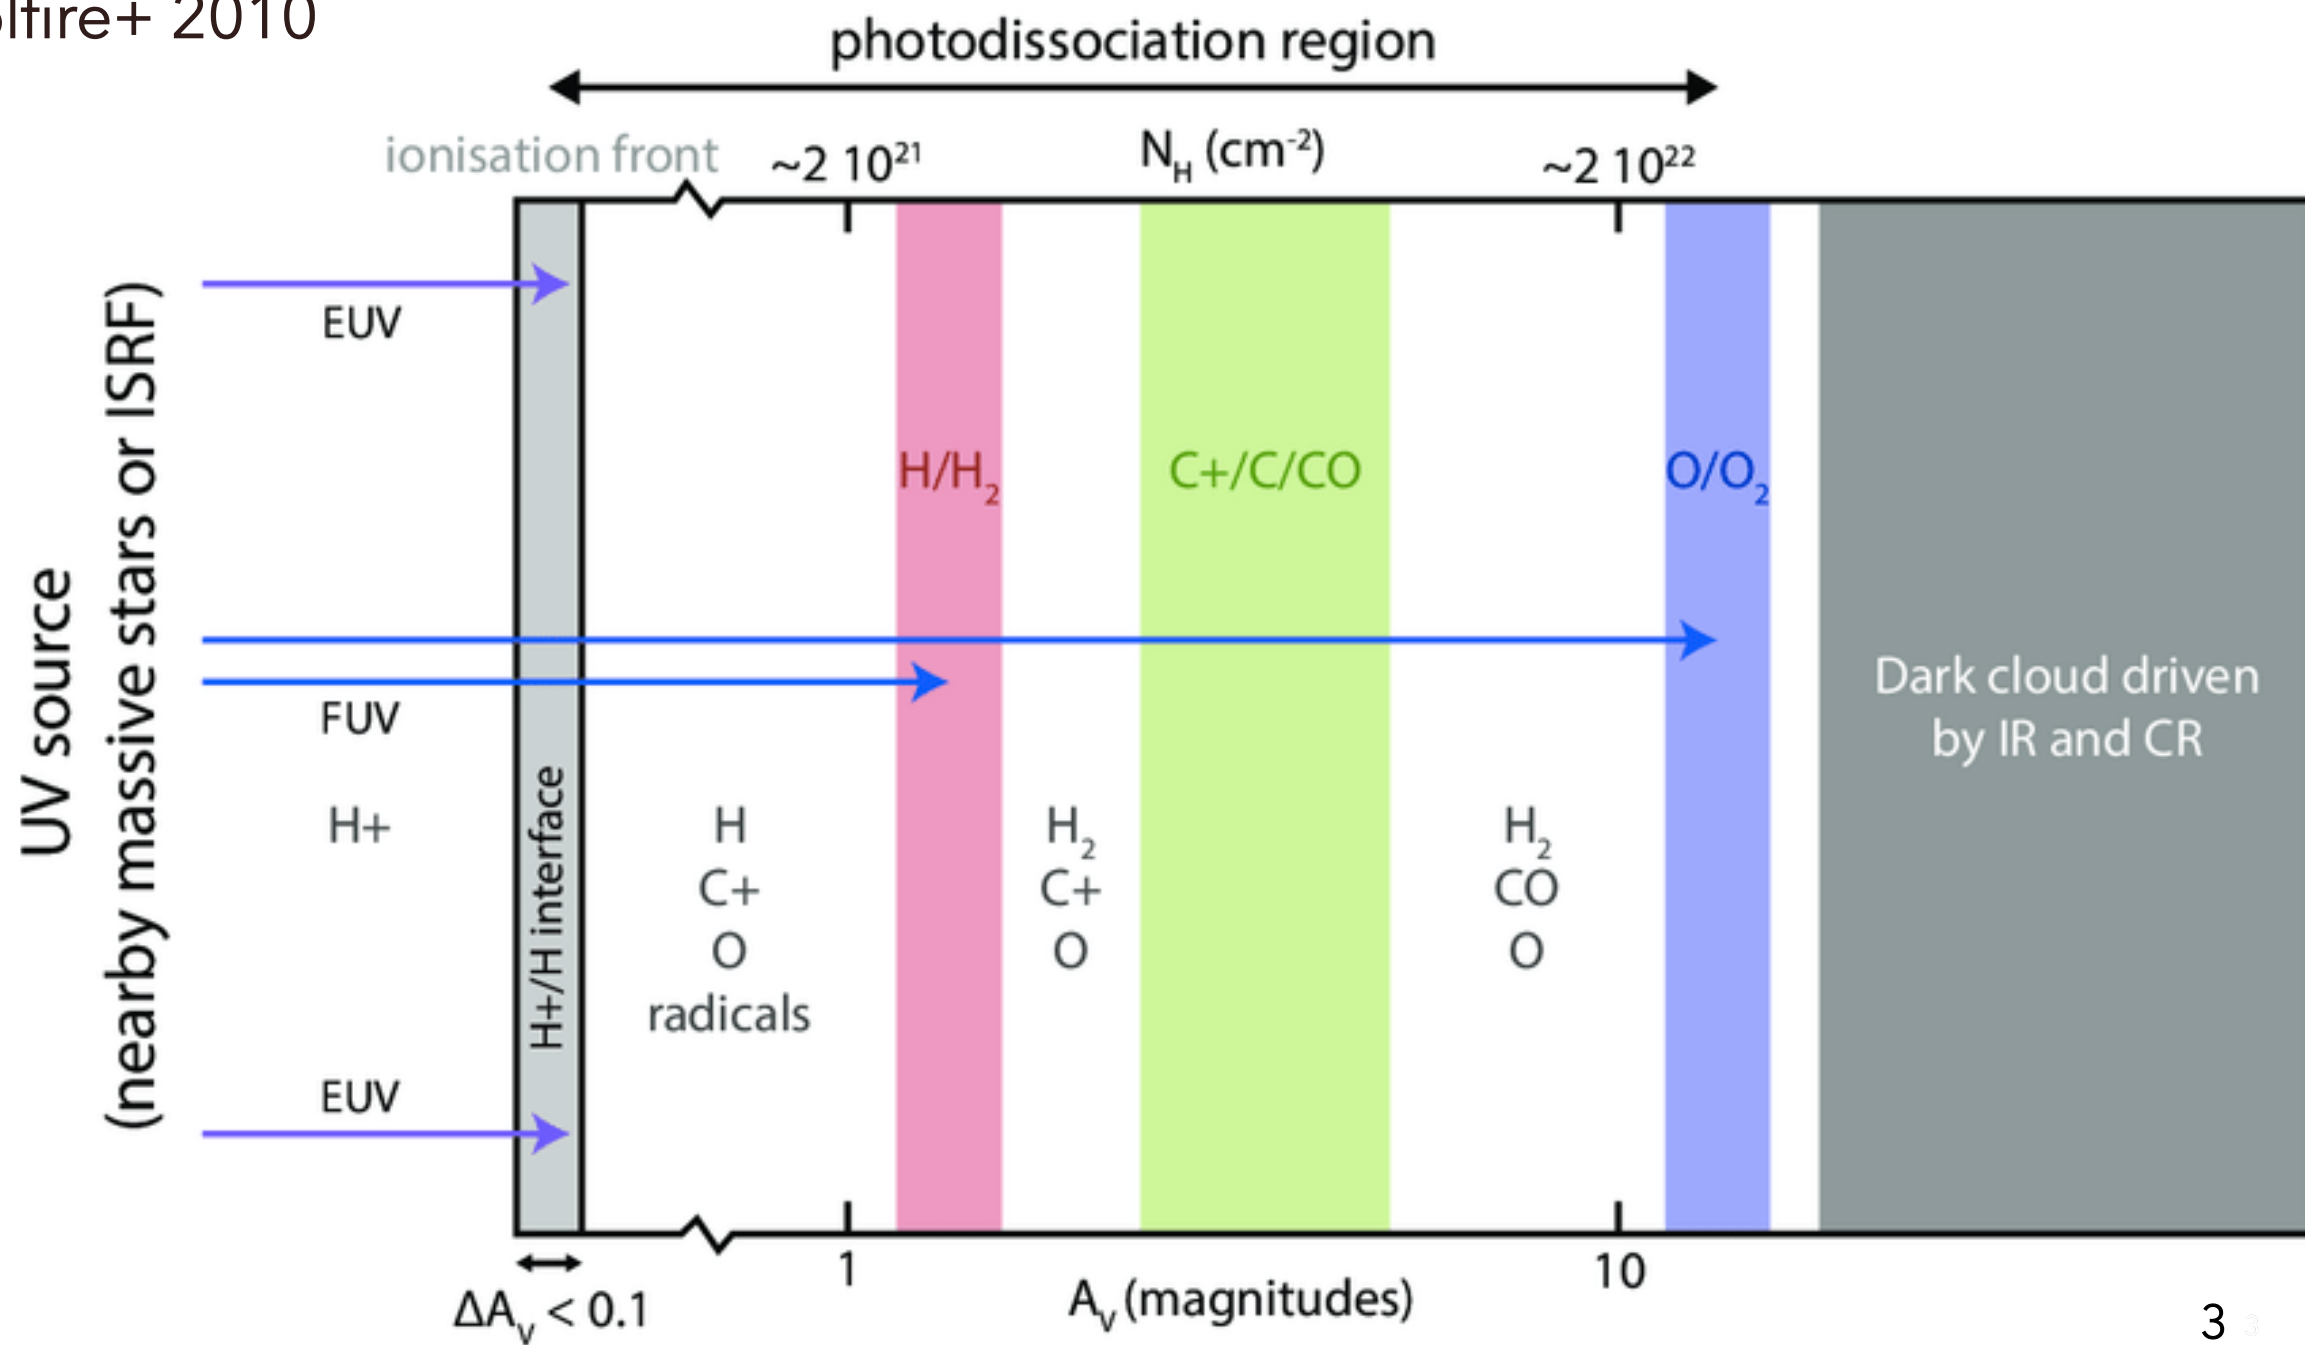 2010
photodissociation region
ionisation front
~2 10²¹
N_H (cm⁻²)
~2 10²²
UV source
(nearby massive stars or ISRF)
EUV
H/H₂
C+/C/CO
O/O₂
FUV
Dark cloud driven
by IR and CR
H+
H+/H interface
H
C+
O
radicals
H₂
C+
O
H₂
CO
O
EUV
1
10
ΔA_V < 0.1
A_V (magnitudes)
3